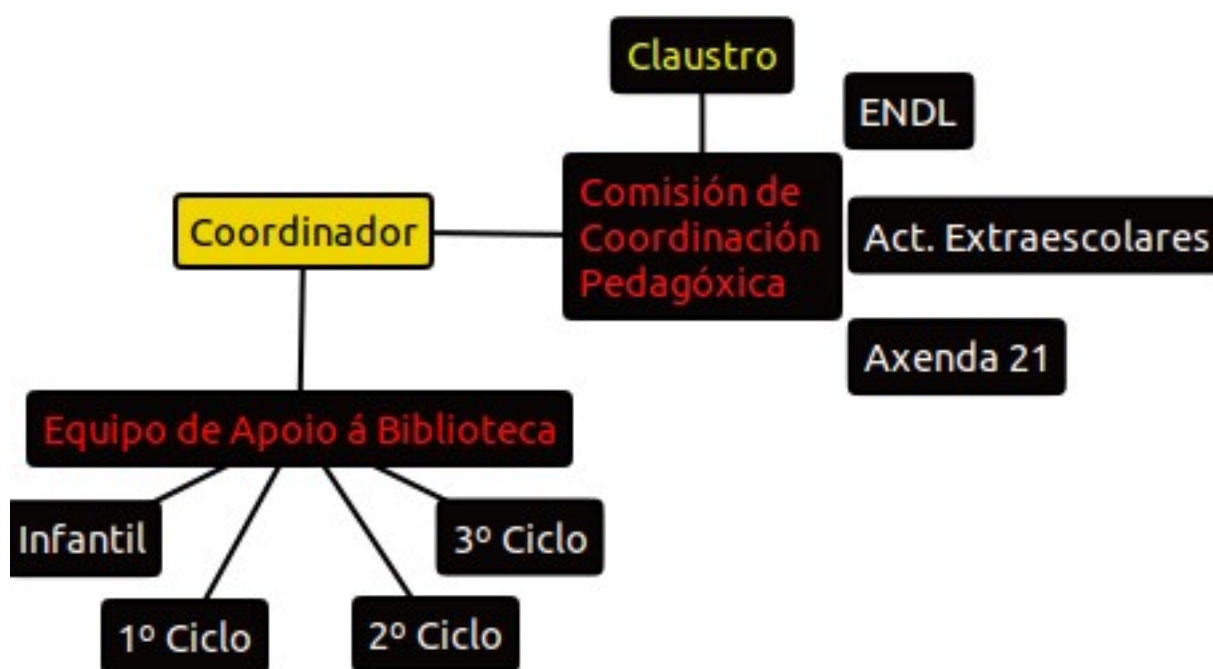 Claustro
ENDL
Comisión de
Coordinación
Pedagóxica
Coordinador
Act. Extraescolares
Axenda 21
Equipo de Apoio á Biblioteca
Infantil
3º Ciclo
1º Ciclo
2º Ciclo